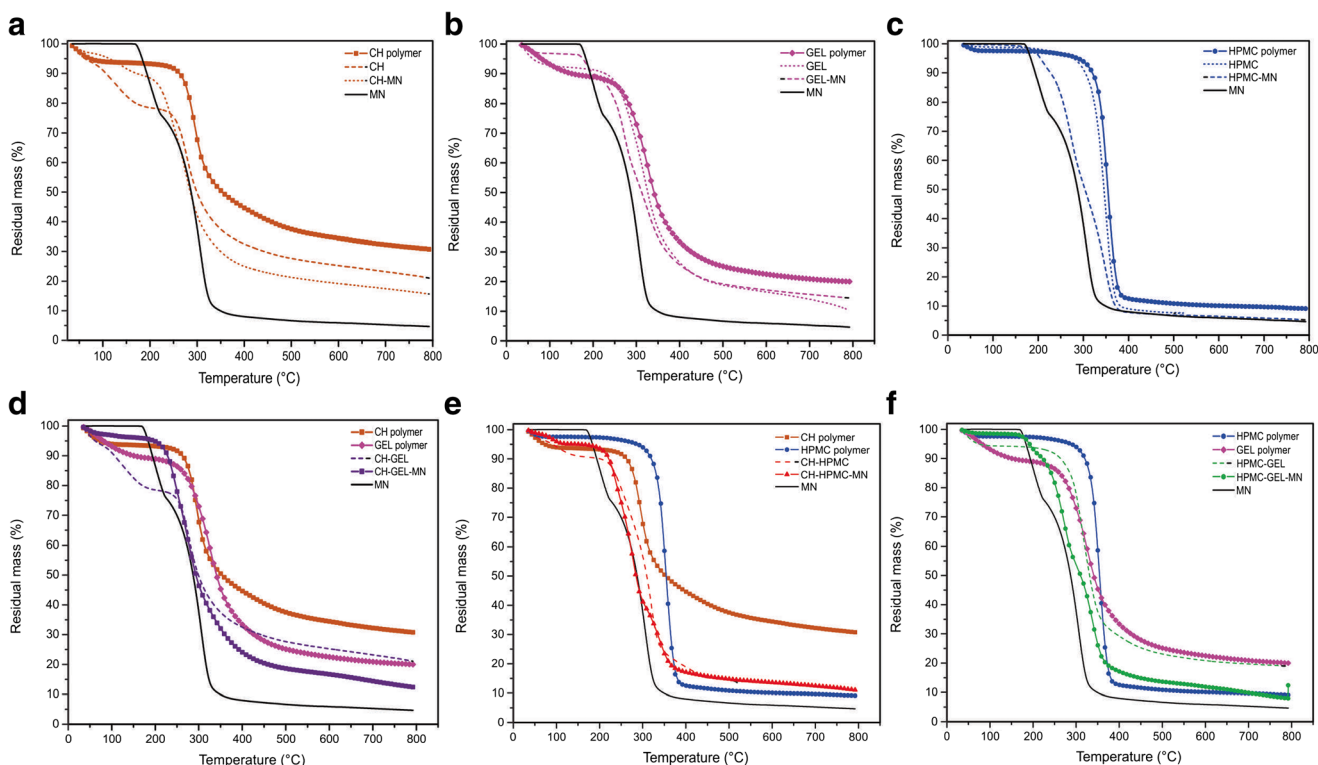 a
CH polymer
CH
CH-MN
MN
Residual mass (%)
100
90
80
70
60
50
40
30
20
10
0
100 200 300 400 500 600 700 800
Temperature (°C)
b
GEL polymer
GEL
GEL-MN
MN
Residual mass (%)
100
90
80
70
60
50
40
30
20
10
0
0 100 200 300 400 500 600 700 800
Temperature (°C)
c
HPMC polymer
HPMC
HPMC-MN
MN
Residual mass (%)
100
90
80
70
60
50
40
30
20
10
0
0 100 200 300 400 500 600 700 800
Temperature (°C)
d
CH polymer
GEL polymer
CH-GEL
CH-GEL-MN
MN
Residual mass (%)
100
90
80
70
60
50
40
30
20
10
0
0 100 200 300 400 500 600 700 800
Temperature (°C)
e
CH polymer
HPMC polymer
CH-HPMC
CH-HPMC-MN
MN
Residual mass (%)
100
90
80
70
60
50
40
30
20
10
0
0 100 200 300 400 500 600 700 800
Temperature (°C)
f
HPMC polymer
GEL polymer
HPMC-GEL
HPMC-GEL-MN
MN
Residual mass (%)
100
90
80
70
60
50
40
30
20
10
0
0 100 200 300 400 500 600 700 800
Temperature (°C)